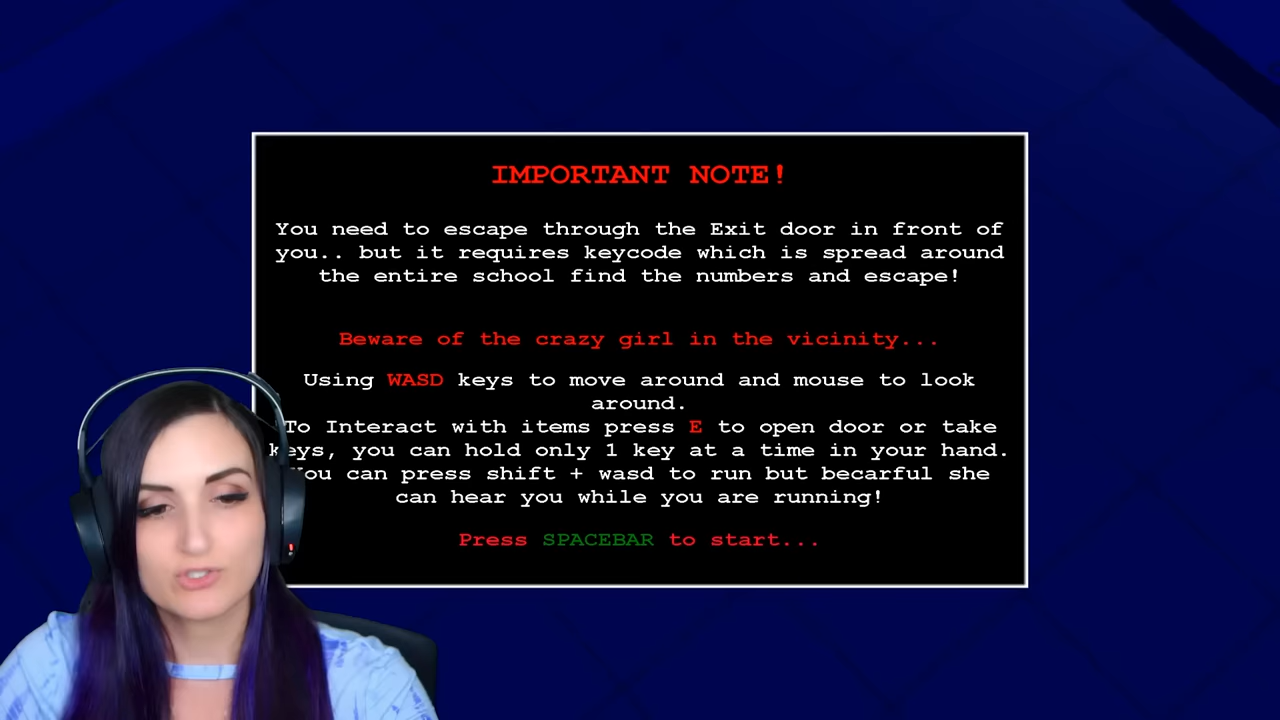 IMPORTANT NOTE!
You need to escape through the Exit door in front of
you.. but it requires keycode which is spread around
the entire school find the numbers and escape!
Beware of the crazy girl in the vicinity...
Using WASD keys to move around and mouse to look
around.
To Interact with items press E to open door or take
keys, you can hold only 1 key at a time in your hand.
You can press shift + wasd to run but becarful she
can hear you while you are running!
Press SPACEBAR to start...